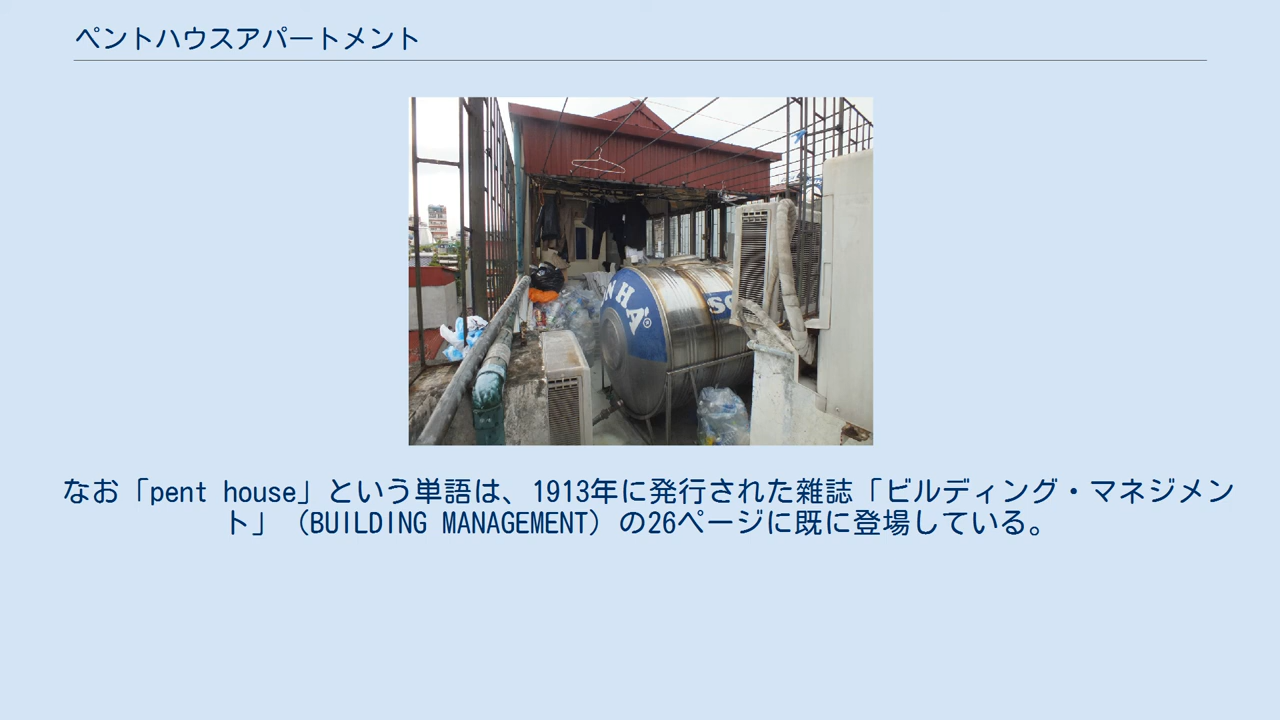 ペントハウスアパートメント
NHÀ®
なお「pent house」という単語は、1913年に発行された雑誌「ビルディング・マネジメン
ト」（BUILDING MANAGEMENT）の26ページに既に登場している。